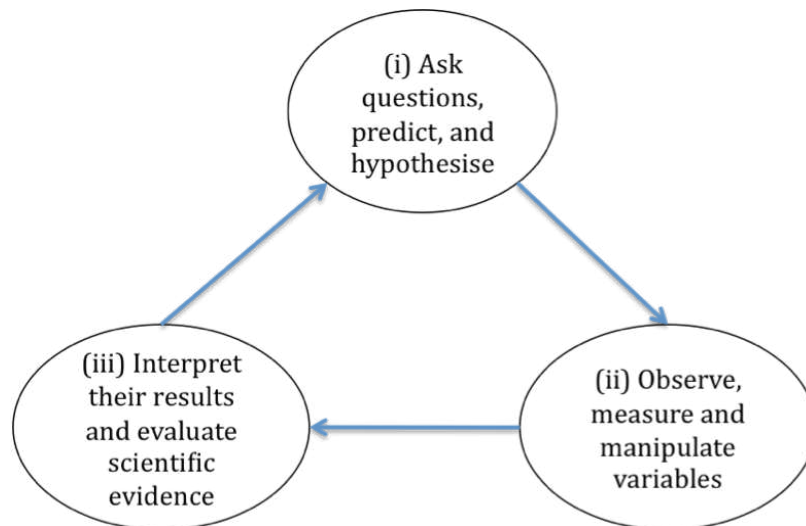 (i) Ask
questions,
predict, and
hypothesise
(ii) Observe,
measure and
manipulate
variables
(iii) Interpret
their results
and evaluate
scientific
evidence